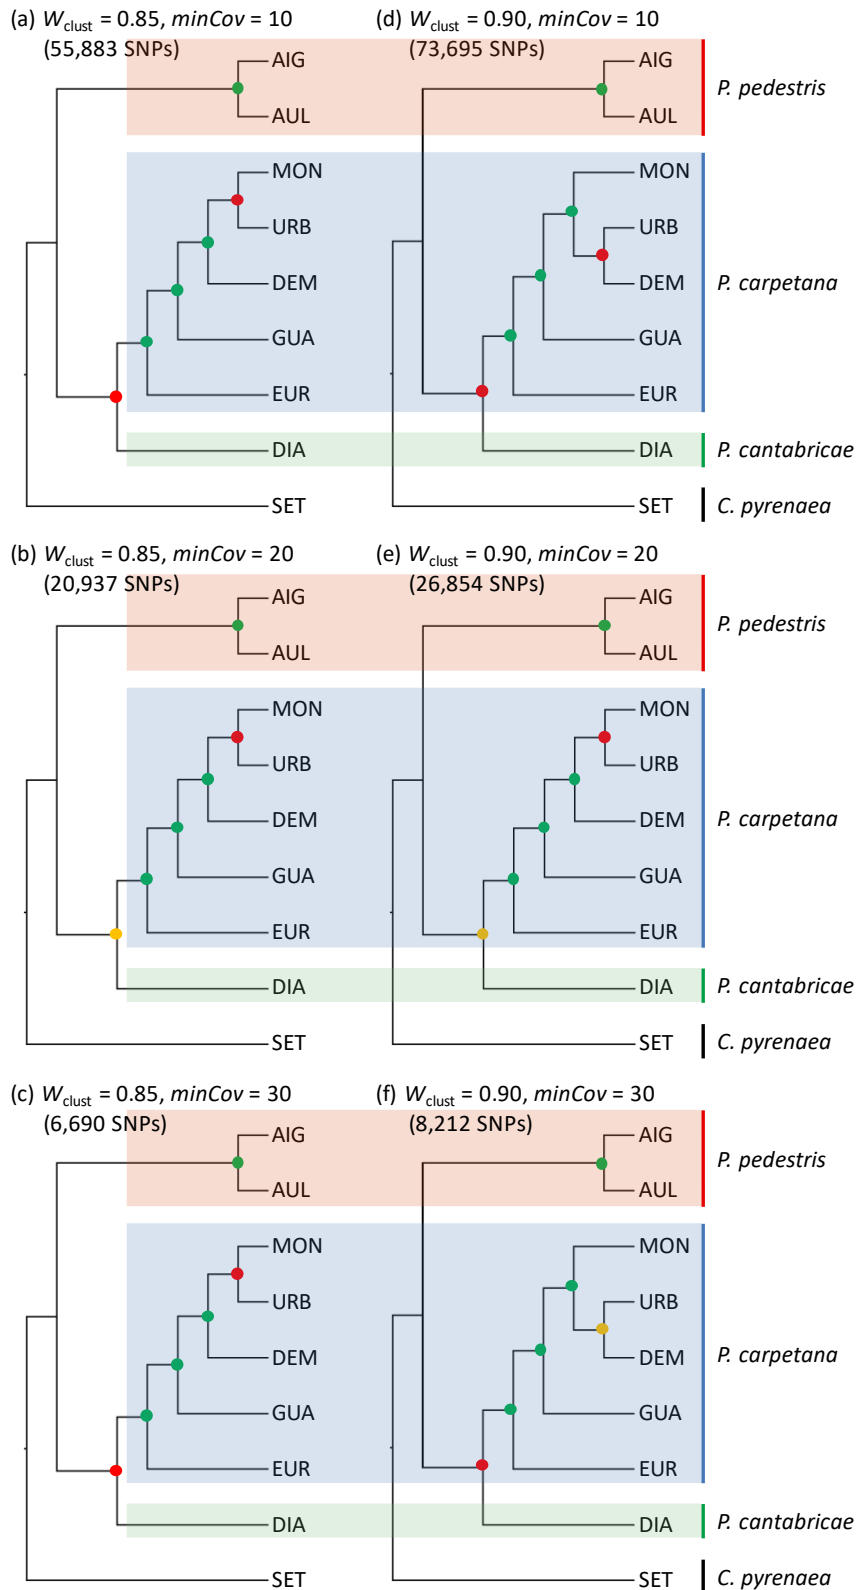 (a) Wclust = 0.85, minCov = 10
(55,883 SNPs)
AIG
AUL
MON
URB
DEM
GUA
EUR
DIA
SET
(d) Wclust = 0.90, minCov = 10
(73,695 SNPs)
AIG
AUL
MON
URB
DEM
GUA
EUR
DIA
SET
P. pedestris
P. carpetana
P. cantabricae
C. pyrenaea
(b) Wclust = 0.85, minCov = 20
(20,937 SNPs)
AIG
AUL
MON
URB
DEM
GUA
EUR
DIA
SET
(e) Wclust = 0.90, minCov = 20
(26,854 SNPs)
AIG
AUL
MON
URB
DEM
GUA
EUR
DIA
SET
P. pedestris
P. carpetana
P. cantabricae
C. pyrenaea
(c) Wclust = 0.85, minCov = 30
(6,690 SNPs)
AIG
AUL
MON
URB
DEM
GUA
EUR
DIA
SET
(f) Wclust = 0.90, minCov = 30
(8,212 SNPs)
AIG
AUL
MON
URB
DEM
GUA
EUR
DIA
SET
P. pedestris
P. carpetana
P. cantabricae
C. pyrenaea